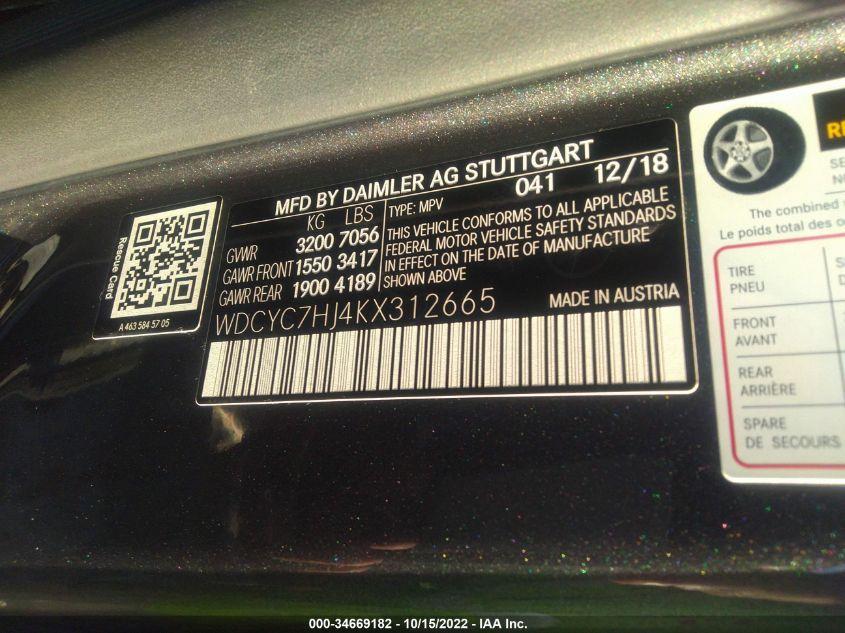 MFD BY DAIMLER AG STUTTGART
KG LBS
GVWR 3200 7056
GAWR FRONT 1550 3417
GAWR REAR 1900 4189
TYPE: MPV 041 12/18
THIS VEHICLE CONFORMS TO ALL APPLICABLE
FEDERAL MOTOR VEHICLE SAFETY STANDARDS
IN EFFECT ON THE DATE OF MANUFACTURE
SHOWN ABOVE
WDCYC7HJ4KX312665
MADE IN AUSTRIA
Rescue Card
A 463 584 57 05
The combined
Le poids total des
TIRE
PNEU
FRONT
AVANT
REAR
ARRIÈRE
SPARE
DE SECOURS
000-34669182 - 10/15/2022 - IAA Inc.